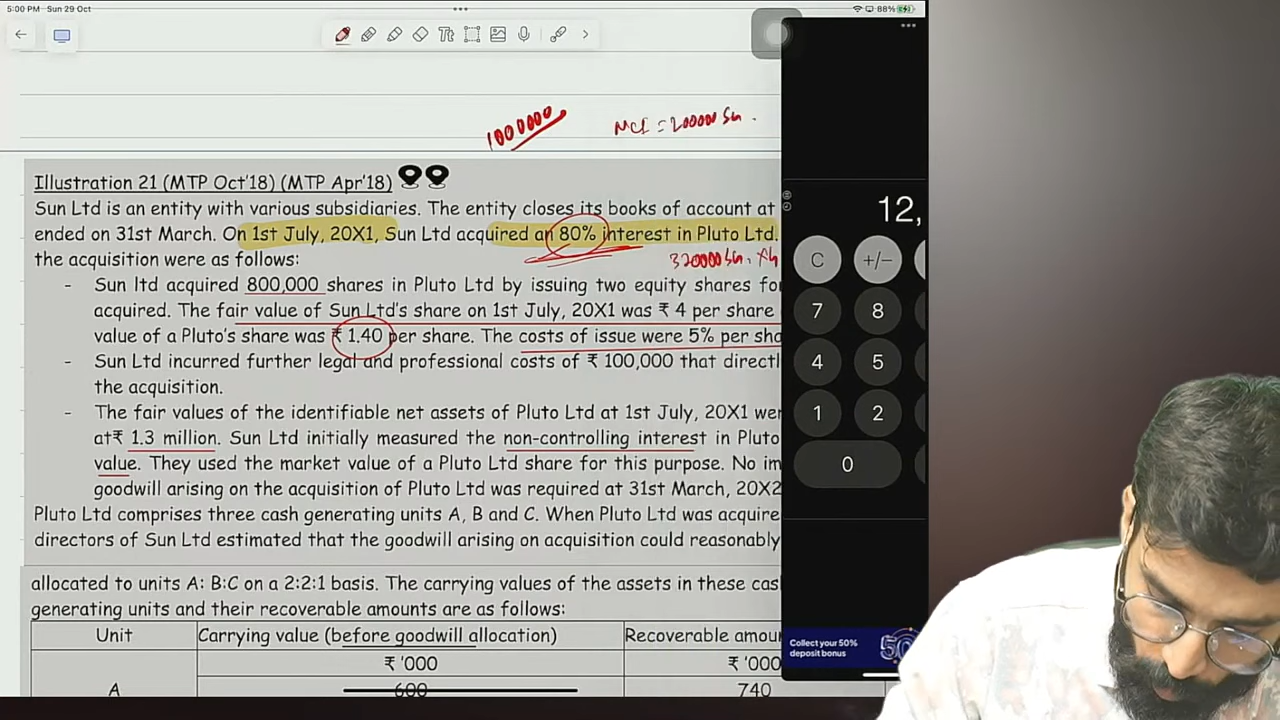 5:00 PM Sun 29 Oct
88%
1000000
NCI = 200000 Sh.
Illustration 21 (MTP Oct'18) (MTP Apr'18)
Sun Ltd is an entity with various subsidiaries. The entity closes its books of account at
ended on 31st March. On 1st July, 20X1, Sun Ltd acquired an 80% interest in Pluto Ltd.
the acquisition were as follows:
- Sun ltd acquired 800,000 shares in Pluto Ltd by issuing two equity shares fo
acquired. The fair value of Sun Ltd's share on 1st July, 20X1 was ₹ 4 per share
value of a Pluto's share was ₹ 1.40 per share. The costs of issue were 5% per sha
- Sun Ltd incurred further legal and professional costs of ₹ 100,000 that direct
the acquisition.
- The fair values of the identifiable net assets of Pluto Ltd at 1st July, 20X1 wer
at₹ 1.3 million. Sun Ltd initially measured the non-controlling interest in Pluto
value. They used the market value of a Pluto Ltd share for this purpose. No im
goodwill arising on the acquisition of Pluto Ltd was required at 31st March, 20X2
Pluto Ltd comprises three cash generating units A, B and C. When Pluto Ltd was acquire
directors of Sun Ltd estimated that the goodwill arising on acquisition could reasonably
allocated to units A: B:C on a 2:2:1 basis. The carrying values of the assets in these cas
generating units and their recoverable amounts are as follows:
Unit Carrying value (before goodwill allocation) Recoverable amou
₹ '000 ₹ '000
A 600 740
12,
C +/-
7 8
4 5
1 2
0
Collect your 50%
deposit bonus